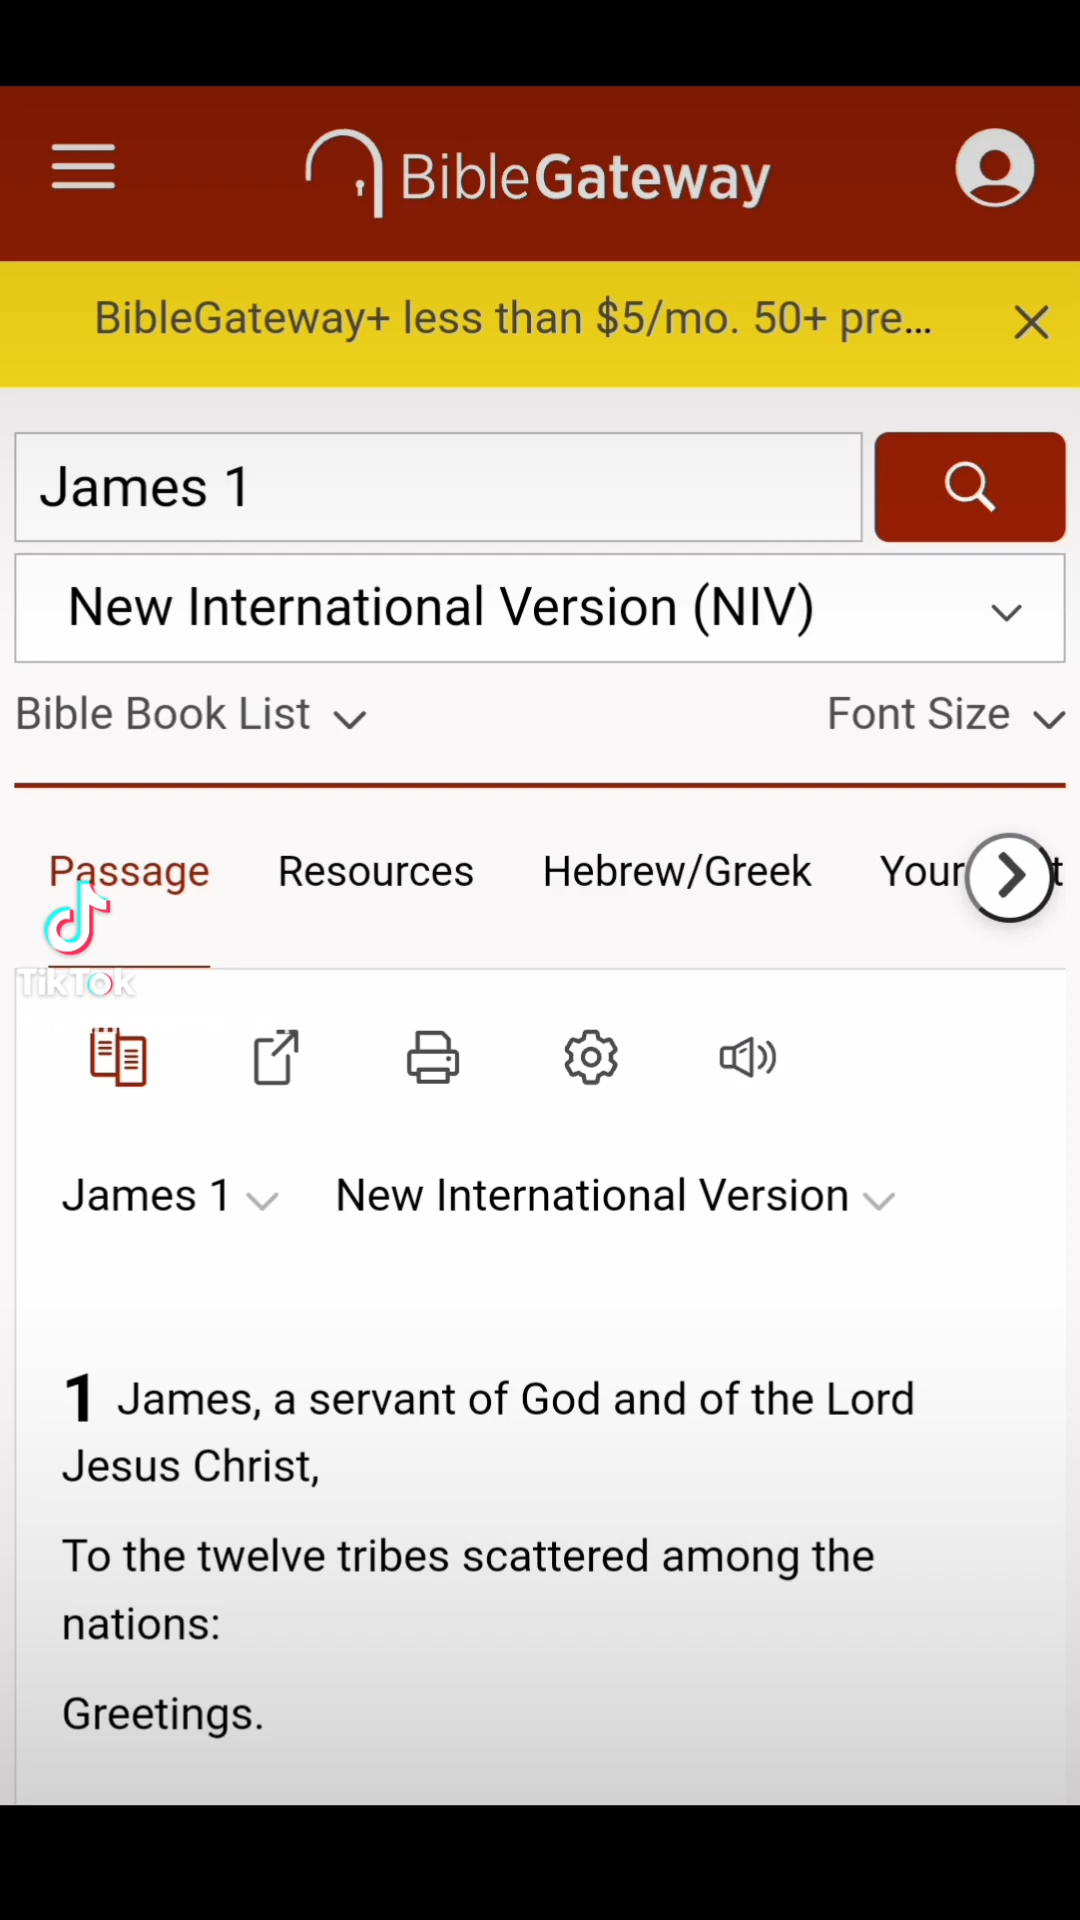 BibleGateway
BibleGateway+ less than $5/mo. 50+ pre...
James 1
New International Version (NIV)
Bible Book List
Font Size
Passage Resources Hebrew/Greek Your t
TikTok
James 1 New International Version
1 James, a servant of God and of the Lord
Jesus Christ,
To the twelve tribes scattered among the
nations:
Greetings.